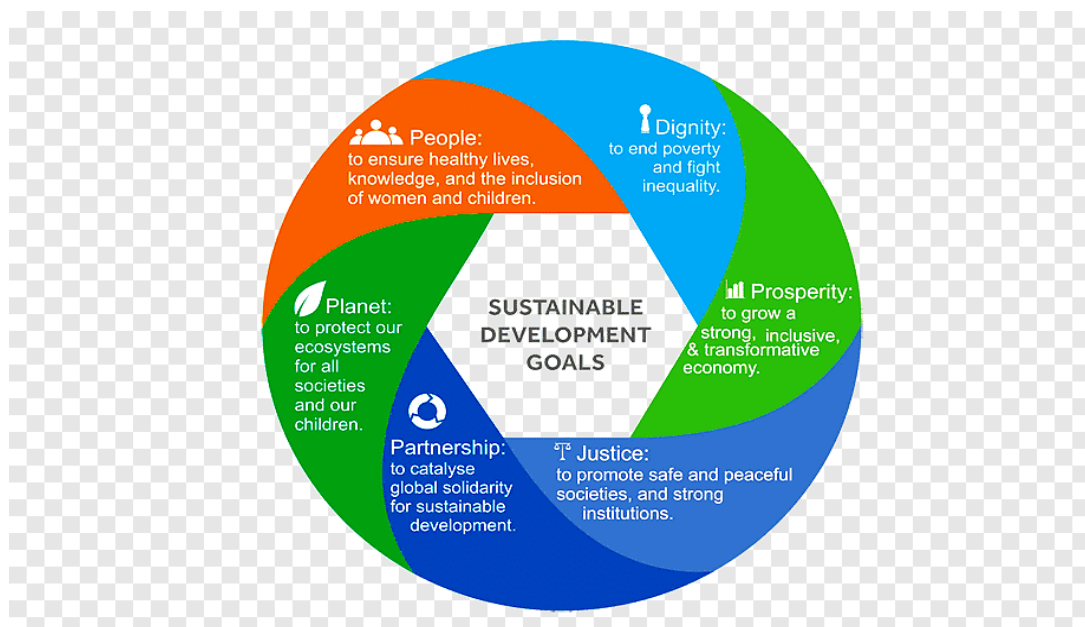 People:
to ensure healthy lives,
knowledge, and the inclusion
of women and children.
Dignity:
to end poverty
and fight
inequality.
Prosperity:
to grow a
strong, inclusive,
& transformative
economy.
Justice:
to promote safe and peaceful
societies, and strong
institutions.
Partnership:
to catalyse
global solidarity
for sustainable
development.
Planet:
to protect our
ecosystems
for all
societies
and our
children.
SUSTAINABLE
DEVELOPMENT
GOALS